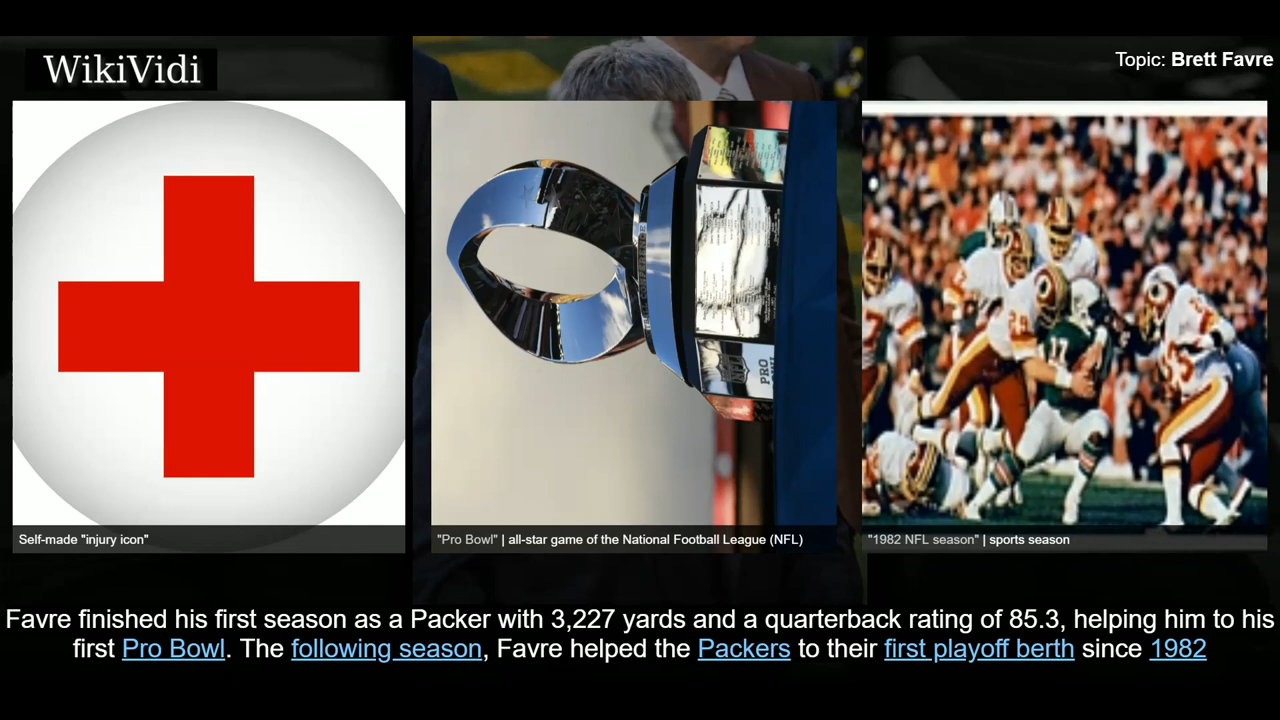 WikiVidi
Topic: Brett Favre
NFL
PRO
29
Self-made "injury icon"
"Pro Bowl" | all-star game of the National Football League (NFL)
"1982 NFL season" | sports season
Favre finished his first season as a Packer with 3,227 yards and a quarterback rating of 85.3, helping him to his
first Pro Bowl. The following season, Favre helped the Packers to their first playoff berth since 1982